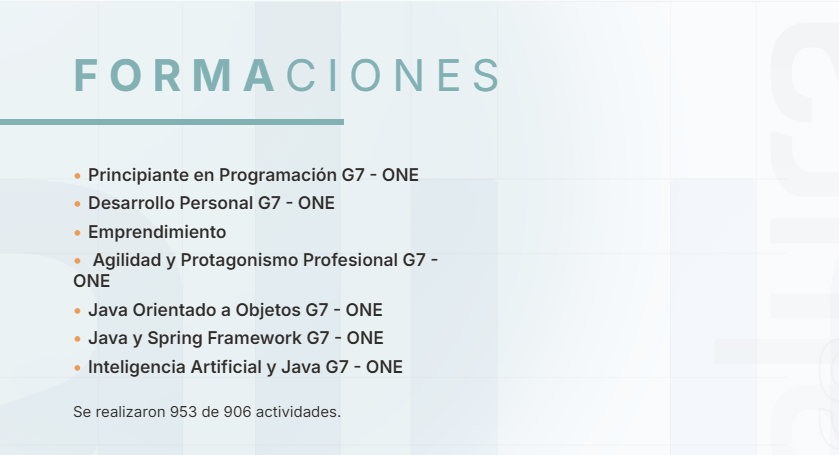 FORMACIONES
• Principiante en Programación G7 - ONE
• Desarrollo Personal G7 - ONE
• Emprendimiento
• Agilidad y Protagonismo Profesional G7 -
ONE
• Java Orientado a Objetos G7 - ONE
• Java y Spring Framework G7 - ONE
• Inteligencia Artificial y Java G7 - ONE
Se realizaron 953 de 906 actividades.